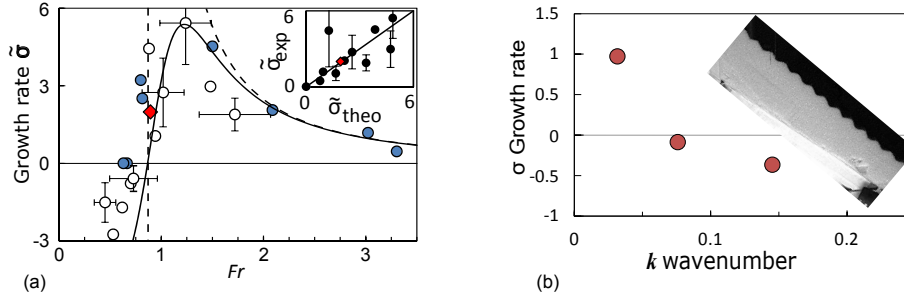 6
3
0
-3
Growth rate σ̃
0
1
2
3
Fr
(a)
6
0
σ̃exp
0
6
σ̃theo
1.5
1
0.5
0
-0.5
-1
σ Growth rate
0
0.1
0.2
k wavenumber
(b)